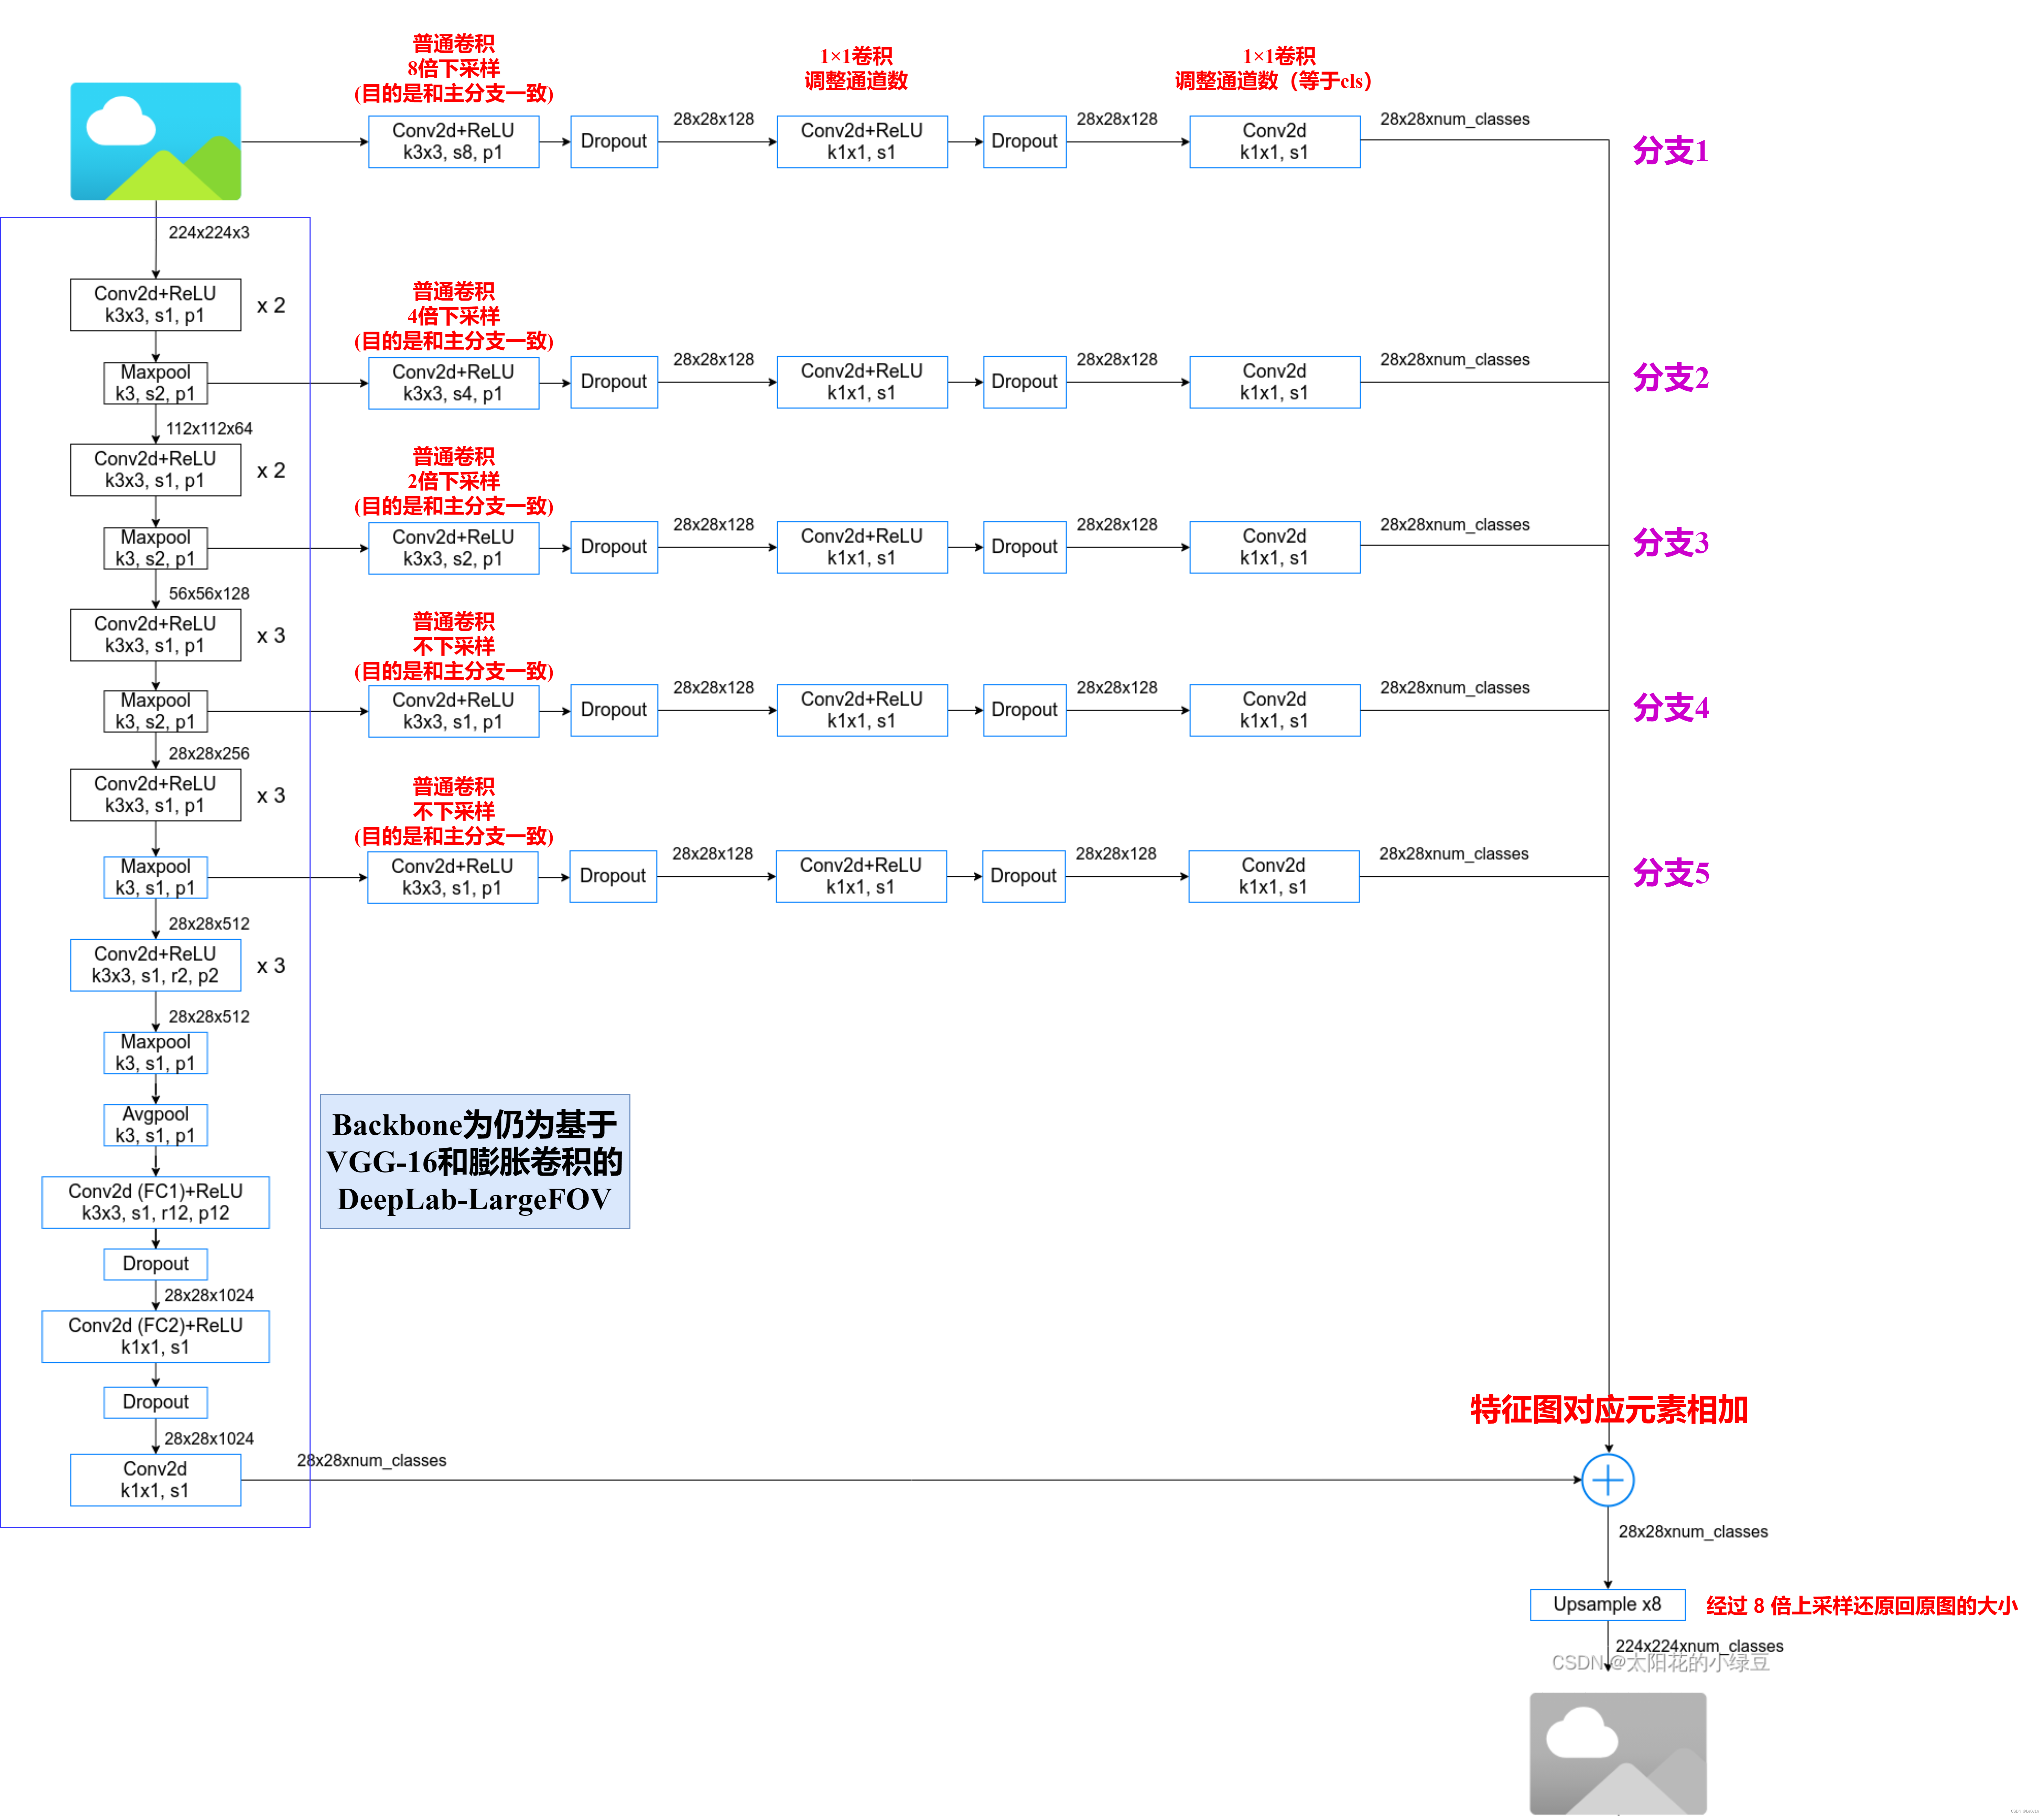 普通卷积
8倍下采样
(目的是和主分支一致)
1×1卷积
调整通道数
1×1卷积
调整通道数（等于cls）
Conv2d+ReLU
k3x3, s8, p1
Dropout
28x28x128
Conv2d+ReLU
k1x1, s1
Dropout
28x28x128
Conv2d
k1x1, s1
28x28xnum_classes
分支1
224x224x3
Conv2d+ReLU
k3x3, s1, p1
x 2
普通卷积
4倍下采样
(目的是和主分支一致)
Maxpool
k3, s2, p1
Conv2d+ReLU
k3x3, s4, p1
Dropout
28x28x128
Conv2d+ReLU
k1x1, s1
Dropout
28x28x128
Conv2d
k1x1, s1
28x28xnum_classes
分支2
112x112x64
Conv2d+ReLU
k3x3, s1, p1
x 2
普通卷积
2倍下采样
(目的是和主分支一致)
Maxpool
k3, s2, p1
Conv2d+ReLU
k3x3, s2, p1
Dropout
28x28x128
Conv2d+ReLU
k1x1, s1
Dropout
28x28x128
Conv2d
k1x1, s1
28x28xnum_classes
分支3
56x56x128
Conv2d+ReLU
k3x3, s1, p1
x 3
普通卷积
不下采样
(目的是和主分支一致)
Maxpool
k3, s2, p1
Conv2d+ReLU
k3x3, s1, p1
Dropout
28x28x128
Conv2d+ReLU
k1x1, s1
Dropout
28x28x128
Conv2d
k1x1, s1
28x28xnum_classes
分支4
28x28x256
Conv2d+ReLU
k3x3, s1, p1
x 3
普通卷积
不下采样
(目的是和主分支一致)
Maxpool
k3, s1, p1
Conv2d+ReLU
k3x3, s1, p1
Dropout
28x28x128
Conv2d+ReLU
k1x1, s1
Dropout
28x28x128
Conv2d
k1x1, s1
28x28xnum_classes
分支5
28x28x512
Conv2d+ReLU
k3x3, s1, r2, p2
x 3
28x28x512
Maxpool
k3, s1, p1
Avgpool
k3, s1, p1
Backbone为仍为基于
VGG-16和膨胀卷积的
DeepLab-LargeFOV
Conv2d (FC1)+ReLU
k3x3, s1, r12, p12
Dropout
28x28x1024
Conv2d (FC2)+ReLU
k1x1, s1
Dropout
28x28x1024
Conv2d
k1x1, s1
28x28xnum_classes
特征图对应元素相加
28x28xnum_classes
Upsample x8
经过 8 倍上采样还原回原图的大小
224x224xnum_classes
CSDN @太阳花的小绿豆